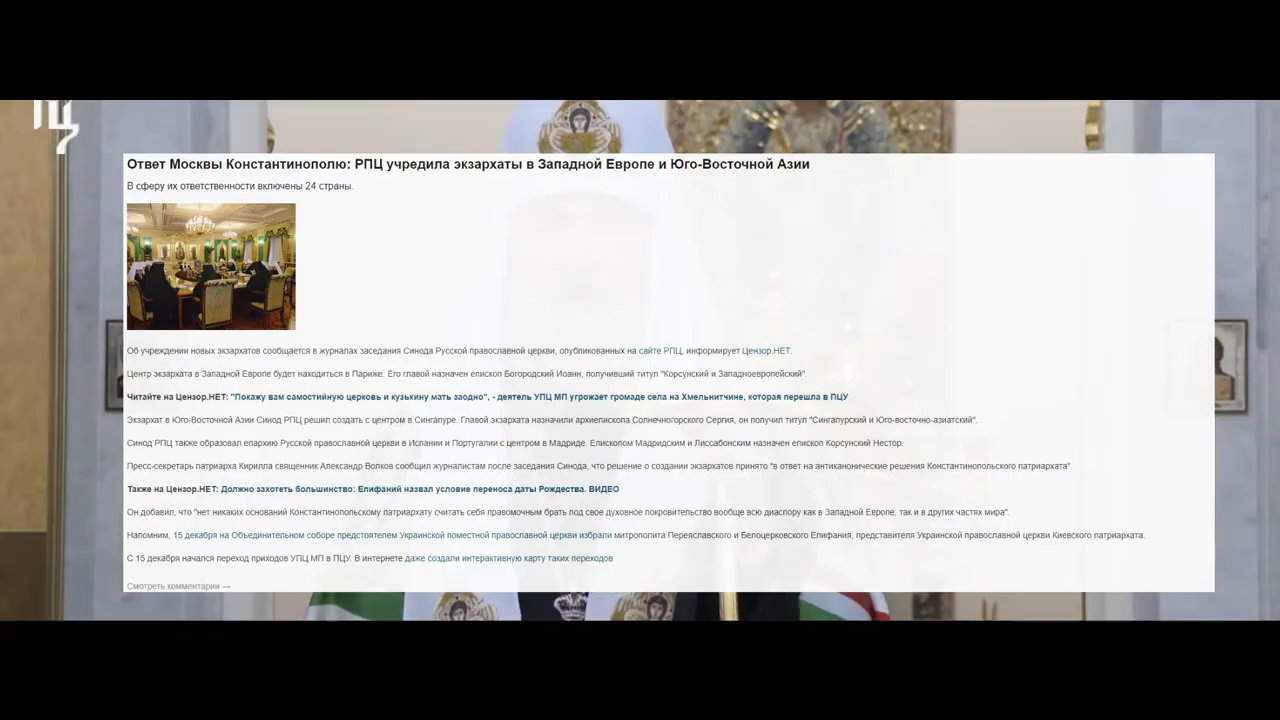 ПЦ
Ответ Москвы Константинополю: РПЦ учредила экзархаты в Западной Европе и Юго-Восточной Азии
В сферу их ответственности включены 24 страны.
Об учреждении новых экзархатов сообщается в журналах заседания Синода Русской православной церкви, опубликованных на сайте РПЦ, информирует Цензор.НЕТ.
Центр экзархата в Западной Европе будет находиться в Париже. Его главой назначен епископ Богородский Иоанн, получивший титул "Корсунский и Западноевропейский".
Читайте на Цензор.НЕТ: "Покажу вам самостийную церковь и кузькину мать заодно", - деятель УПЦ МП угрожает громаде села на Хмельнитчине, которая перешла в ПЦУ
Экзархат в Юго-Восточной Азии Синод РПЦ решил создать с центром в Сингапуре. Главой экзархата назначили архиепископа Солнечногорского Сергия, он получил титул "Сингапурский и Юго-восточно-азиатский".
Синод РПЦ также образовал епархию Русской православной церкви в Испании и Португалии с центром в Мадриде. Епископом Мадридским и Лиссабонским назначен епископ Корсунский Нестор.
Пресс-секретарь патриарха Кирилла священник Александр Волков сообщил журналистам после заседания Синода, что решение о создании экзархатов принято "в ответ на антиканонические решения Константинопольского патриархата".
Также на Цензор.НЕТ: Должно захотеть большинство: Епифаний назвал условие переноса даты Рождества. ВИДЕО
Он добавил, что "нет никаких оснований Константинопольскому патриархату считать себя правомочным брать под свое духовное покровительство вообще всю диаспору как в Западной Европе, так и в других частях мира".
Напомним, 15 декабря на Объединительном соборе предстоятелем Украинской поместной православной церкви избрали митрополита Переяславского и Белоцерковского Епифания, представителя Украинской православной церкви Киевского патриархата.
С 15 декабря начался переход приходов УПЦ МП в ПЦУ. В интернете даже создали интерактивную карту таких переходов
Смотреть комментарии →